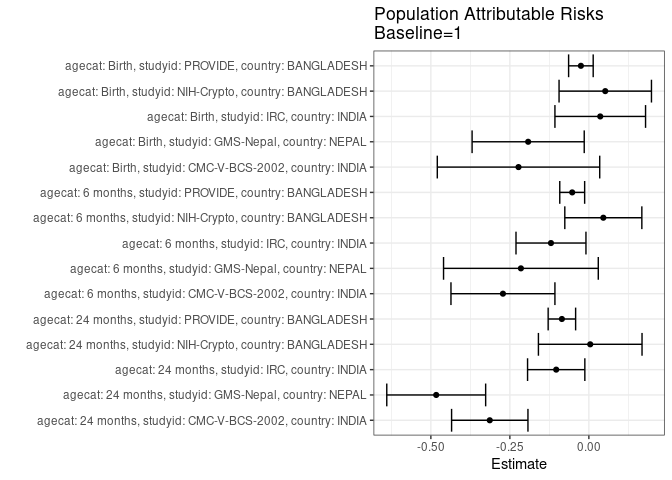 Population Attributable Risks
Baseline=1
agecat: Birth, studyid: PROVIDE, country: BANGLADESH
agecat: Birth, studyid: NIH-Crypto, country: BANGLADESH
agecat: Birth, studyid: IRC, country: INDIA
agecat: Birth, studyid: GMS-Nepal, country: NEPAL
agecat: Birth, studyid: CMC-V-BCS-2002, country: INDIA
agecat: 6 months, studyid: PROVIDE, country: BANGLADESH
agecat: 6 months, studyid: NIH-Crypto, country: BANGLADESH
agecat: 6 months, studyid: IRC, country: INDIA
agecat: 6 months, studyid: GMS-Nepal, country: NEPAL
agecat: 6 months, studyid: CMC-V-BCS-2002, country: INDIA
agecat: 24 months, studyid: PROVIDE, country: BANGLADESH
agecat: 24 months, studyid: NIH-Crypto, country: BANGLADESH
agecat: 24 months, studyid: IRC, country: INDIA
agecat: 24 months, studyid: GMS-Nepal, country: NEPAL
agecat: 24 months, studyid: CMC-V-BCS-2002, country: INDIA
-0.50 -0.25 0.00
Estimate